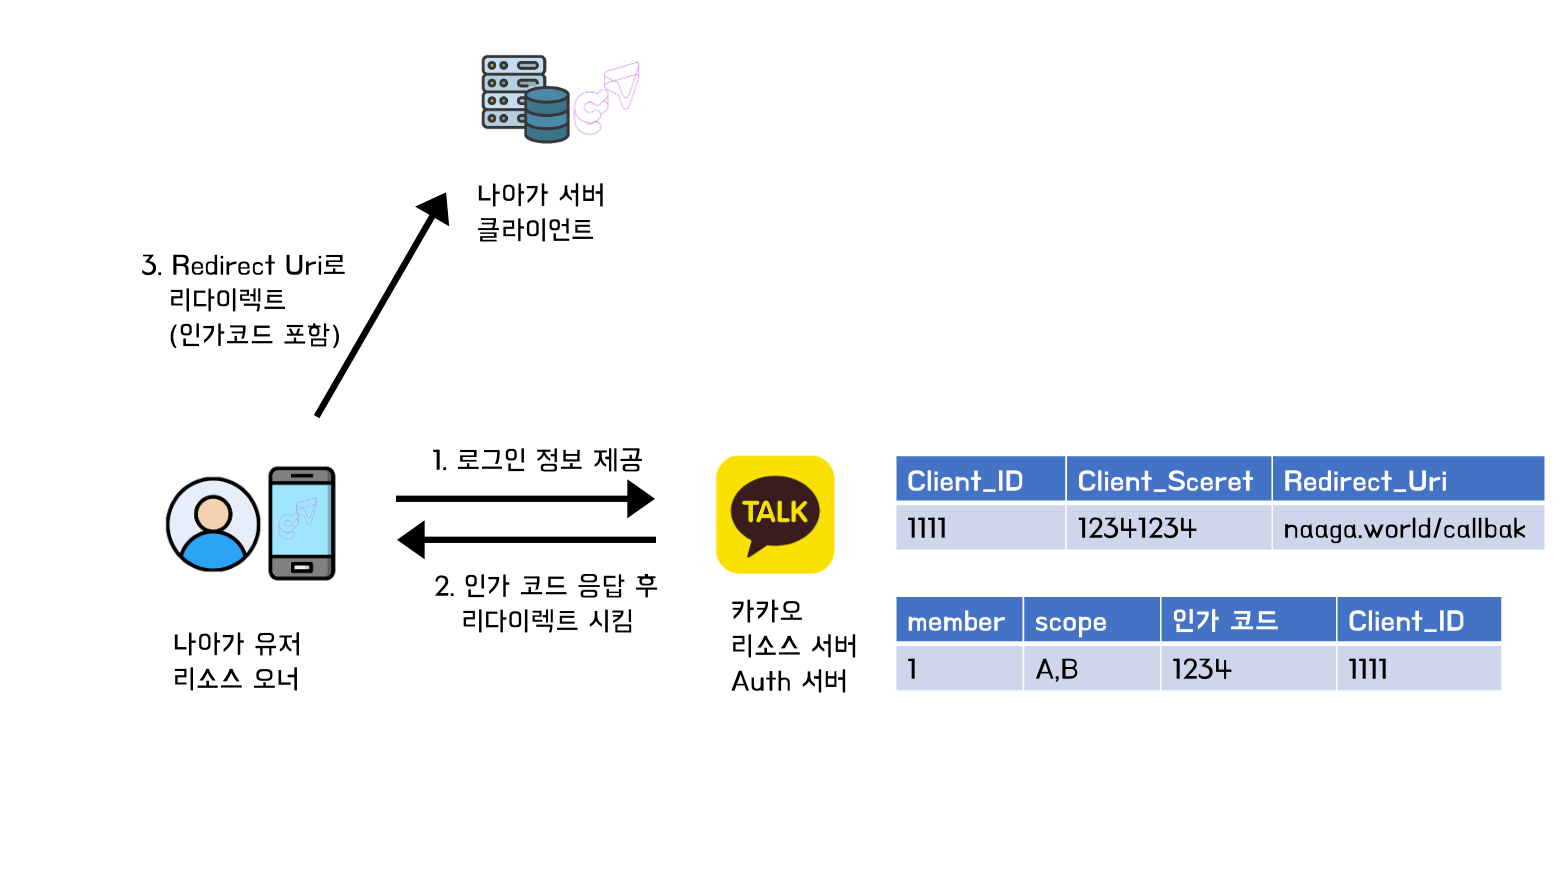 나아가 서버
클라이언트
3. Redirect Uri로
리다이렉트
(인가코드 포함)
1. 로그인 정보 제공
TALK
2. 인가 코드 응답 후
리다이렉트 시킴
나아가 유저
리소스 오너
카카오
리소스 서버
Auth 서버
Client_ID Client_Sceret Redirect_Uri
1111 12341234 naaga.world/callbak
member scope 인가 코드 Client_ID
1 A,B 1234 1111